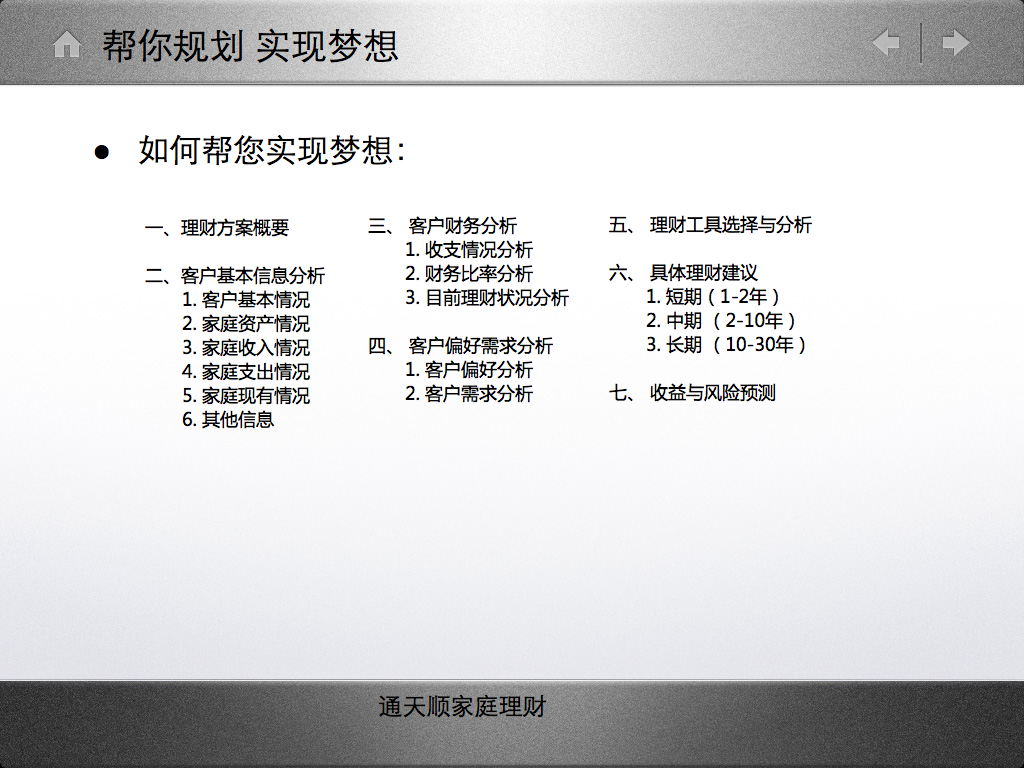 帮你规划 实现梦想
● 如何帮您实现梦想：
一、理财方案概要
二、客户基本信息分析
1. 客户基本情况
2. 家庭资产情况
3. 家庭收入情况
4. 家庭支出情况
5. 家庭现有情况
6. 其他信息
三、 客户财务分析
1. 收支情况分析
2. 财务比率分析
3. 目前理财状况分析
四、 客户偏好需求分析
1. 客户偏好分析
2. 客户需求分析
五、 理财工具选择与分析
六、 具体理财建议
1. 短期（1-2年）
2. 中期 （2-10年）
3. 长期 （10-30年）
七、 收益与风险预测
通天顺家庭理财